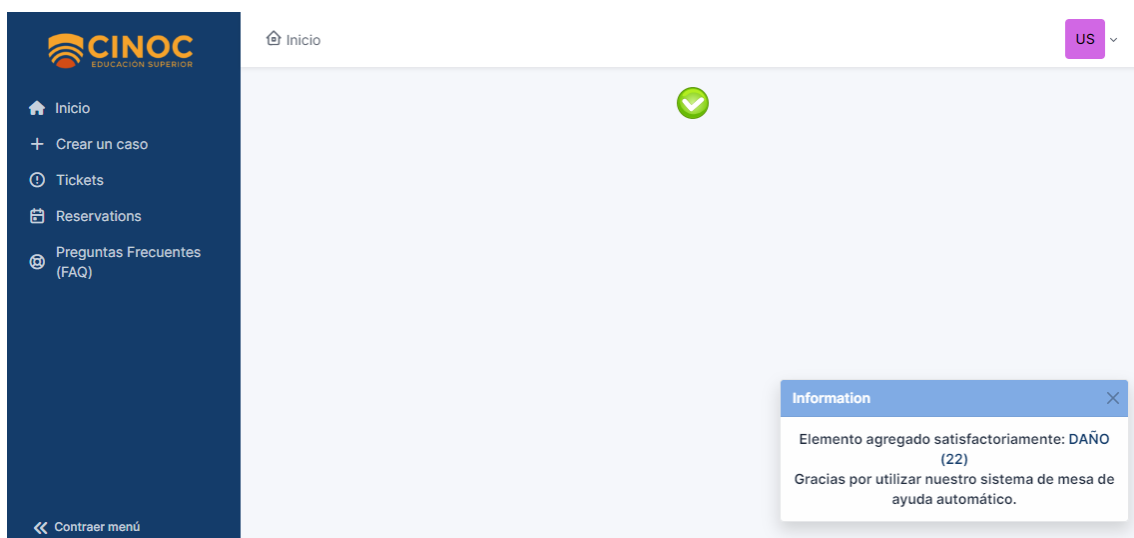 CINOC
EDUCACIÓN SUPERIOR
Inicio
Crear un caso
Tickets
Reservations
Preguntas Frecuentes
(FAQ)
Contraer menú
Inicio
US
Information
Elemento agregado satisfactoriamente: DAÑO
(22)
Gracias por utilizar nuestro sistema de mesa de
ayuda automático.